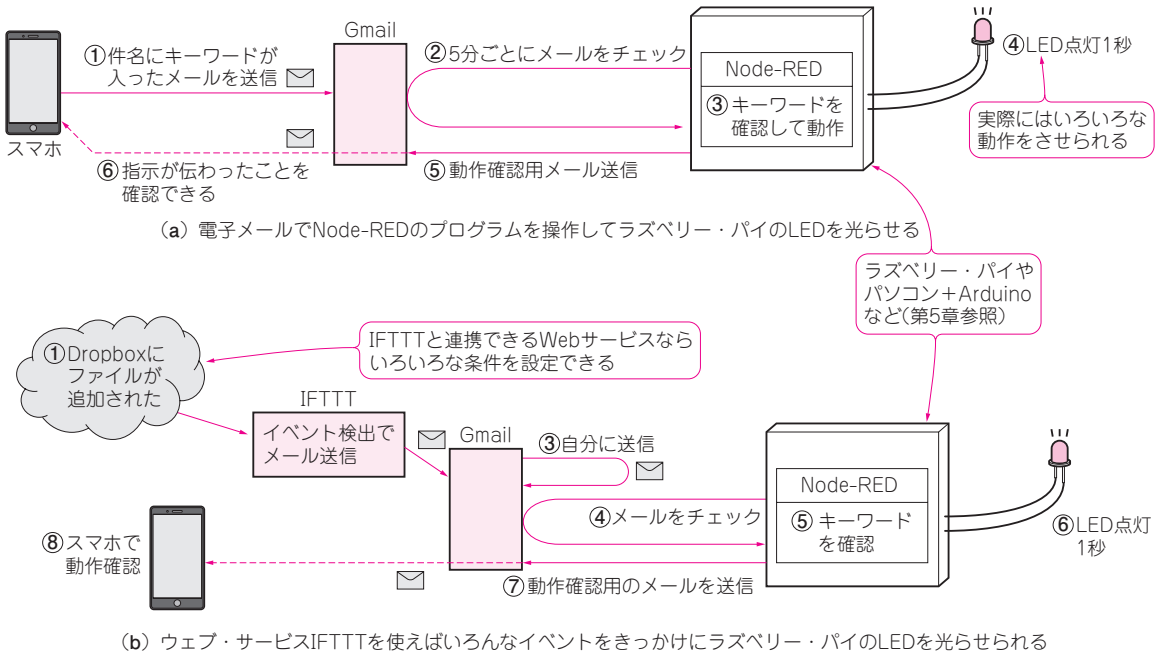 Gmail
①件名にキーワードが
入ったメールを送信
②5分ごとにメールをチェック
Node-RED
③キーワードを
確認して動作
④LED点灯1秒
実際にはいろいろな
動作をさせられる
スマホ
⑥指示が伝わったことを
確認できる
⑤動作確認用メール送信
(a)電子メールでNode-REDのプログラムを操作してラズベリー・パイのLEDを光らせる
ラズベリー・パイや
パソコン+Arduino
など(第5章参照)
①Dropboxに
ファイルが
追加された
IFTTTと連携できるWebサービスなら
いろいろな条件を設定できる
IFTTT
イベント検出で
メール送信
Gmail
③自分に送信
④メールをチェック
Node-RED
⑤キーワード
を確認
⑥LED点灯
1秒
⑧スマホで
動作確認
⑦動作確認用のメールを送信
(b)ウェブ・サービスIFTTTを使えばいろんなイベントをきっかけにラズベリー・パイのLEDを光らせられる